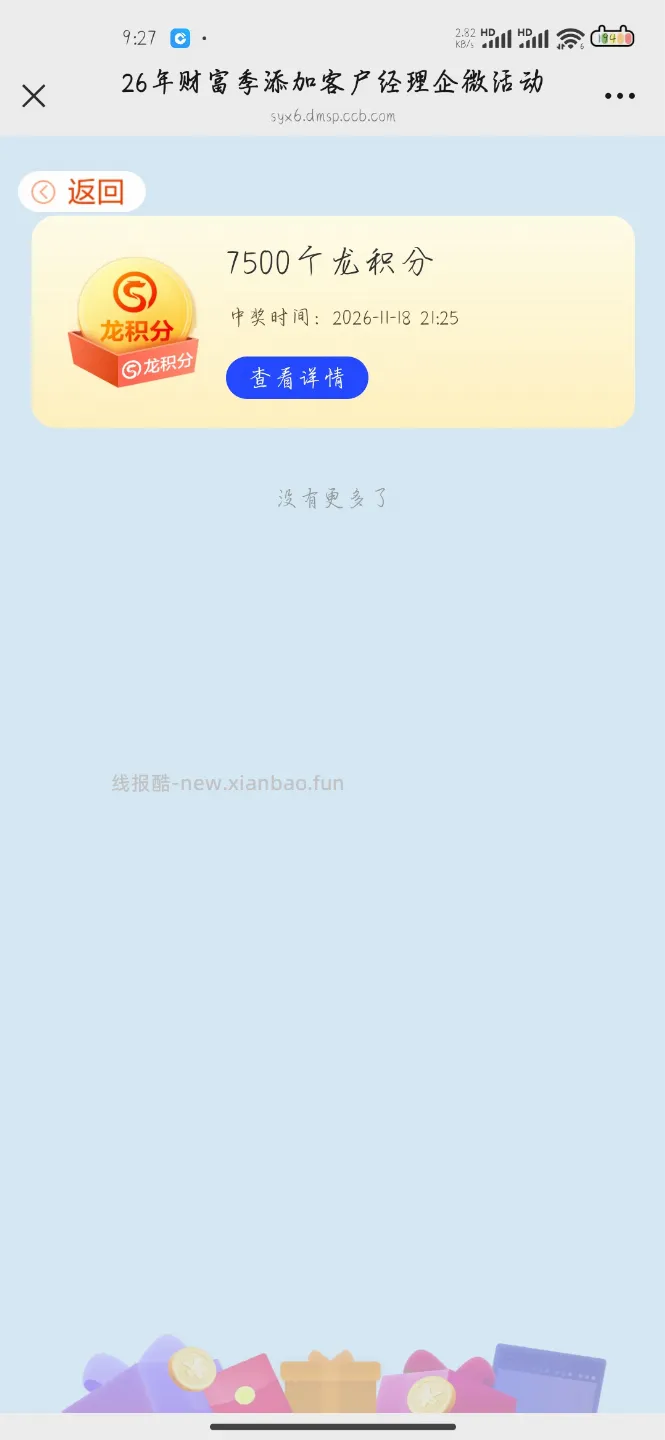 9:27
2.82 KB/s HD HD 6
26年财富季添加客户经理企微活动
syx6.dmsp.ccb.com
返回
7500个龙积分
龙积分
龙积分
中奖时间：2026-11-18 21:25
查看详情
没有更多了
线报酷-new.xianbao.fun